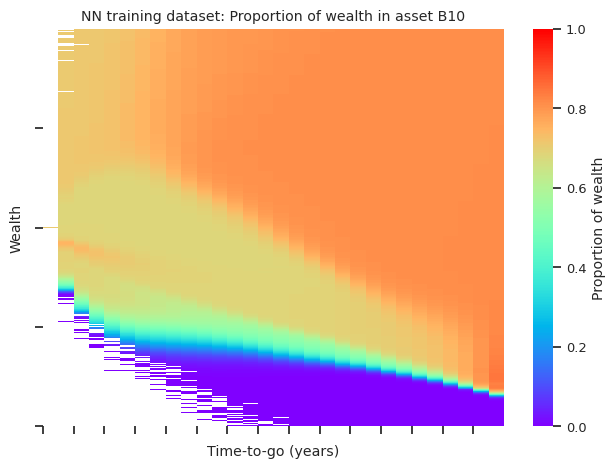 NN training dataset: Proportion of wealth in asset B10
Wealth
Time-to-go (years)
1.0
0.8
0.6
0.4
0.2
0.0
Proportion of wealth